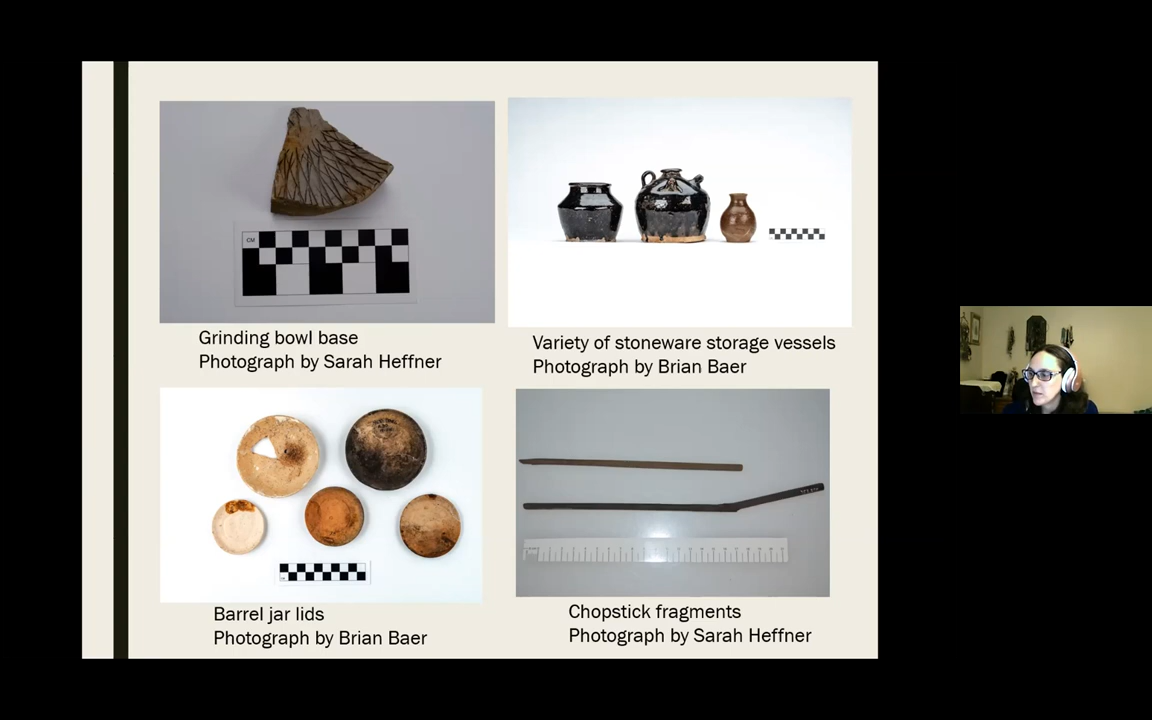 CM
Grinding bowl base
Photograph by Sarah Heffner
Variety of stoneware storage vessels
Photograph by Brian Baer
Barrel jar lids
Photograph by Brian Baer
Chopstick fragments
Photograph by Sarah Heffner